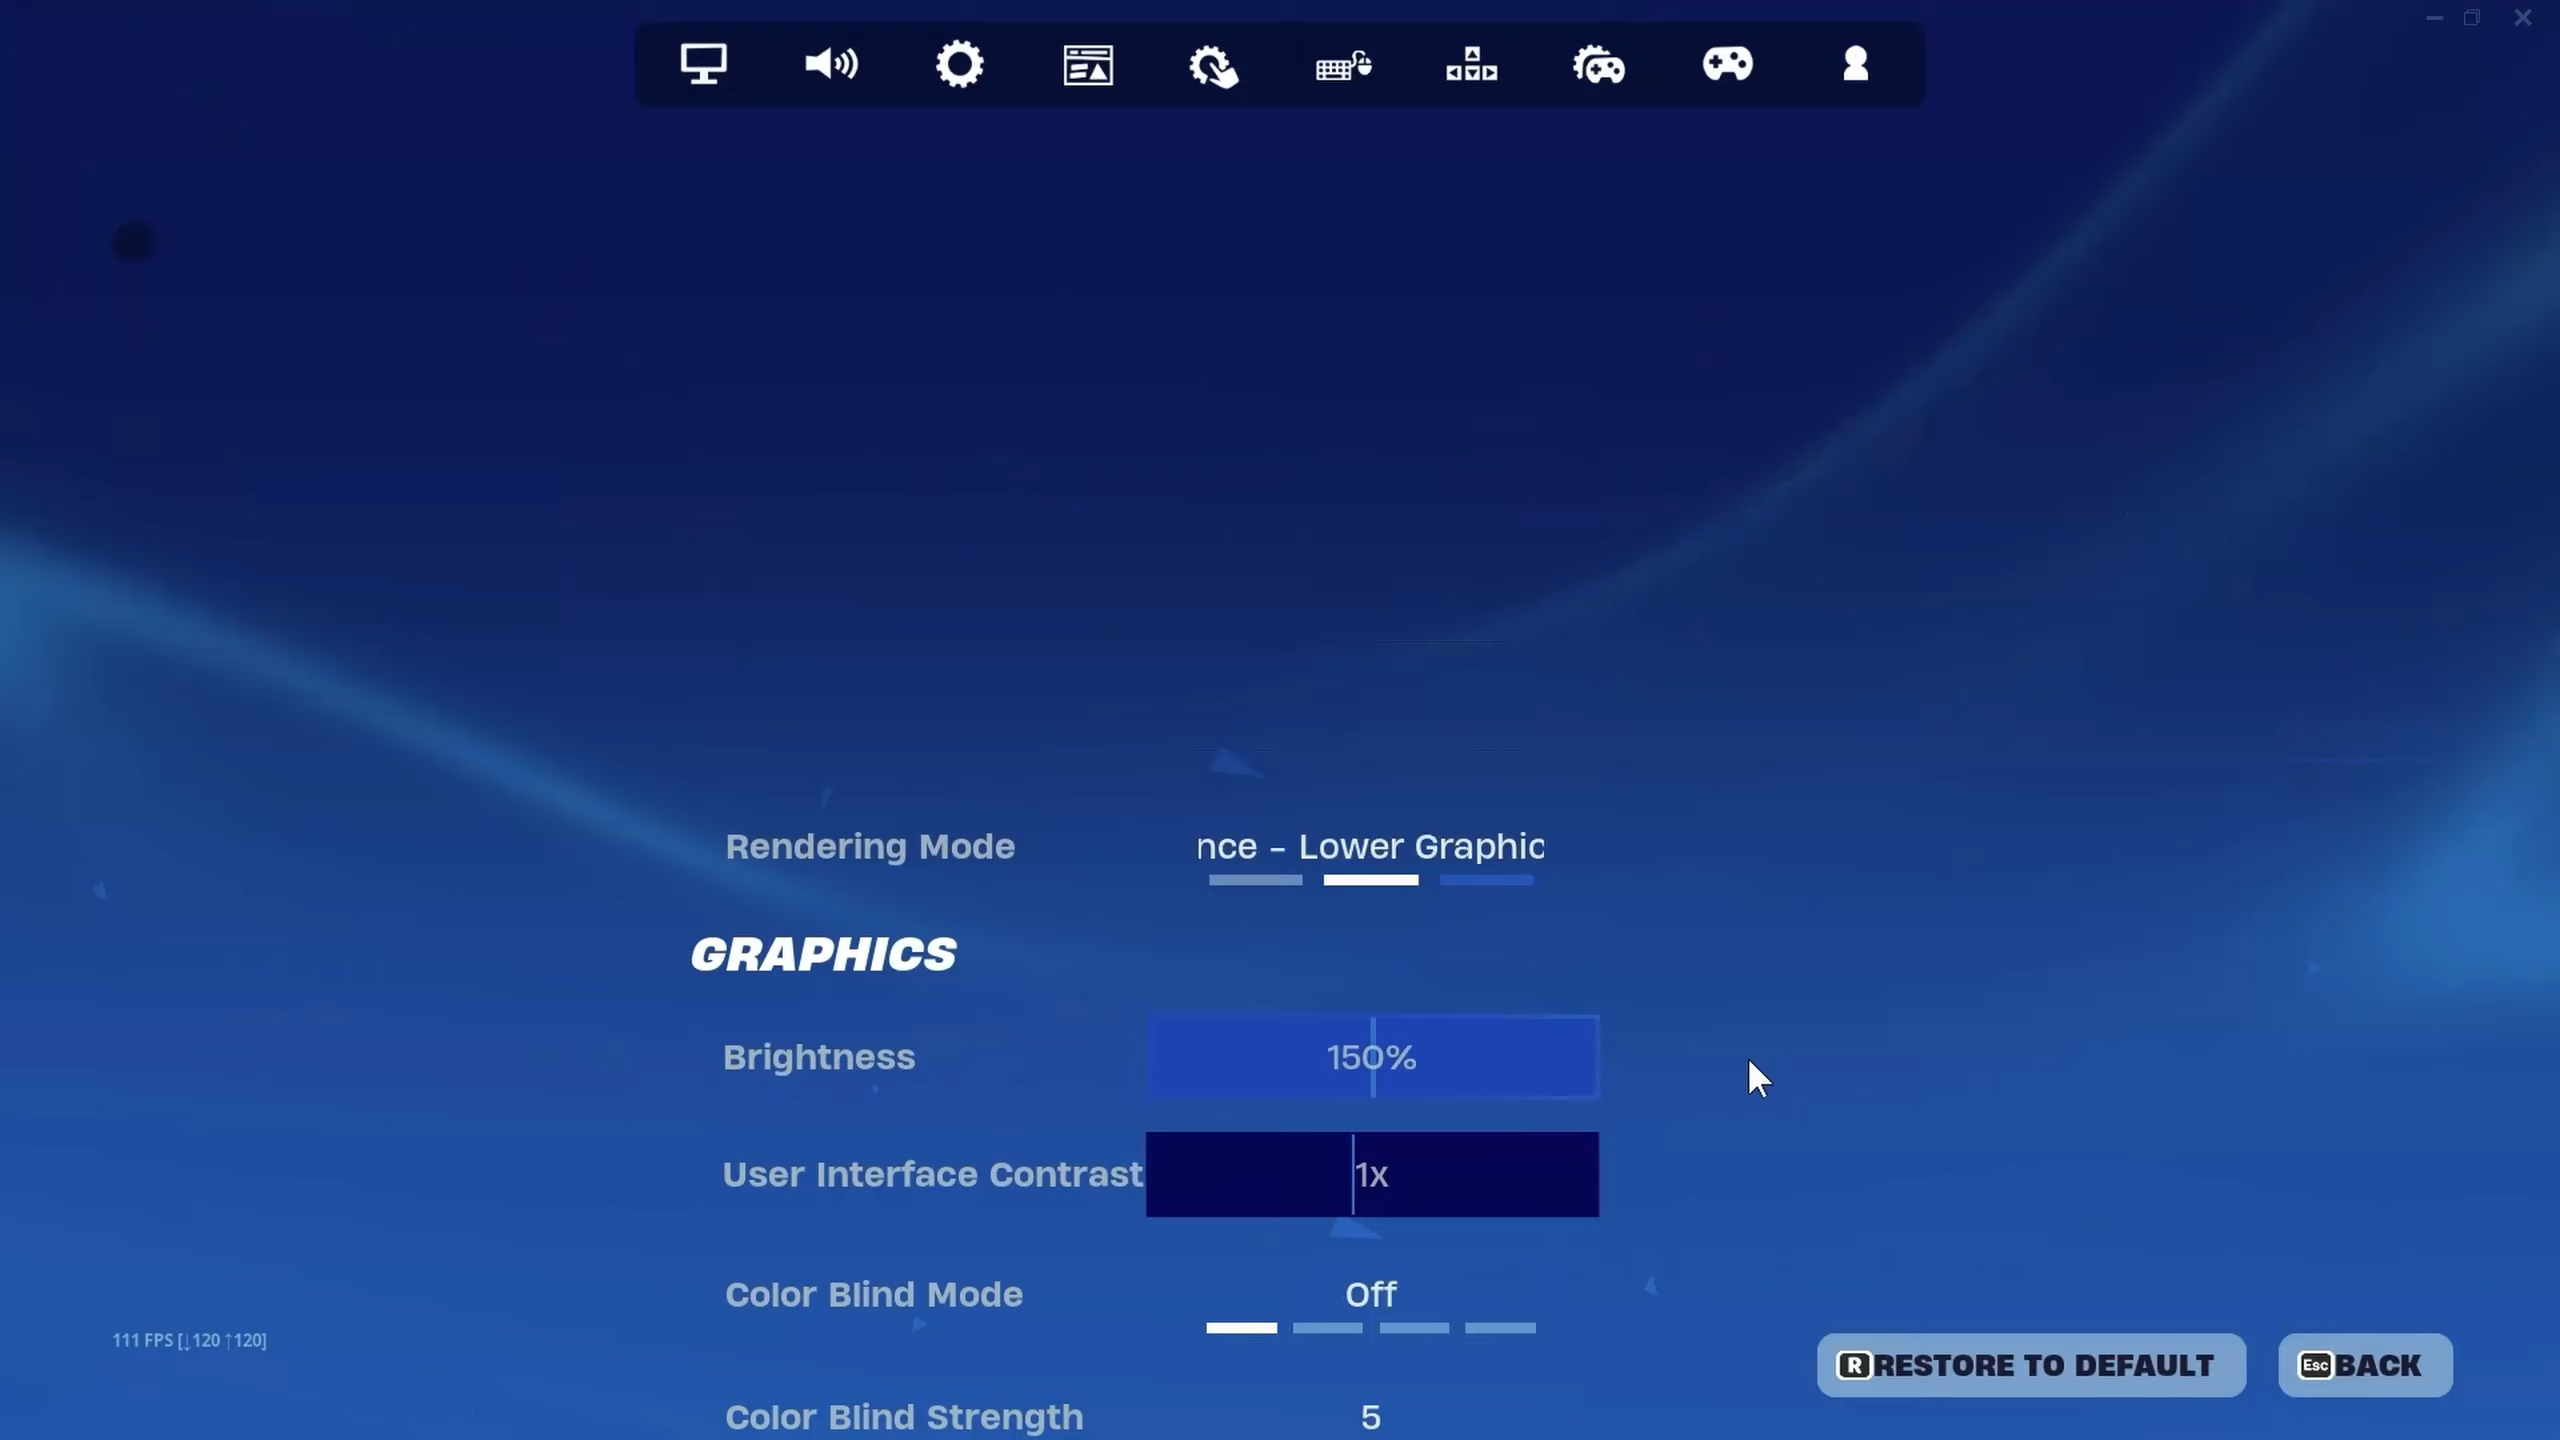 Rendering Mode
nce - Lower Graphic
GRAPHICS
Brightness
150%
User Interface Contrast
1x
Color Blind Mode
Off
Color Blind Strength
5
111 FPS [↓120 ↑120]
R RESTORE TO DEFAULT
Esc BACK